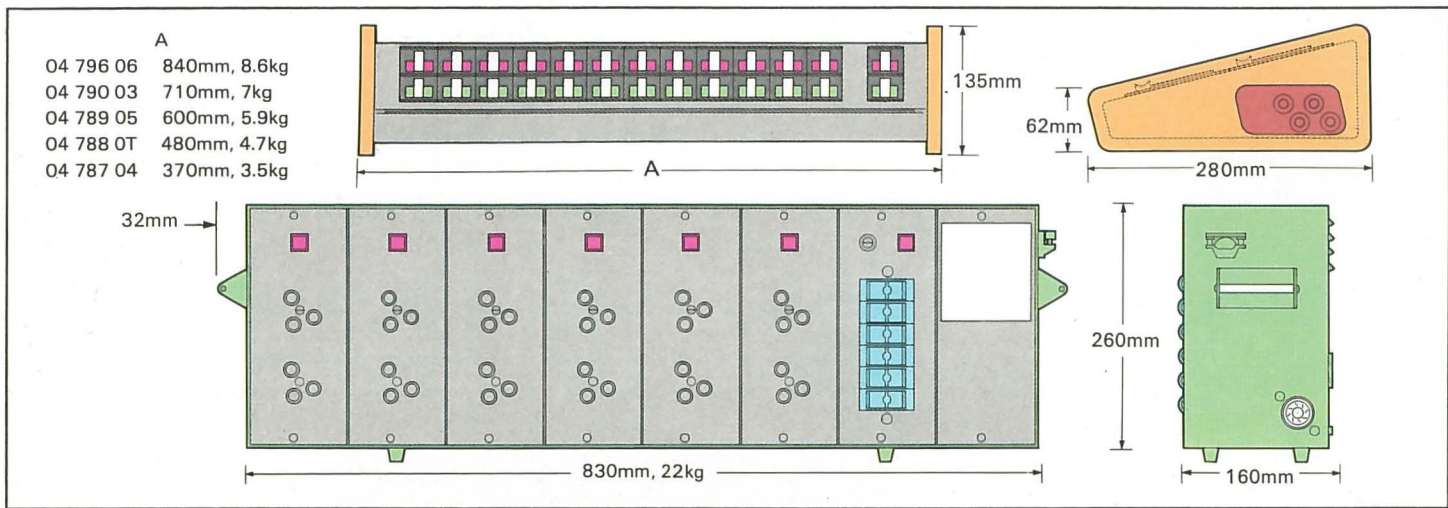 A
04 796 06 840mm, 8.6kg
04 790 03 710mm, 7kg
04 789 05 600mm, 5.9kg
04 788 0T 480mm, 4.7kg
04 787 04 370mm, 3.5kg
135mm
A
62mm
280mm
32mm
260mm
830mm, 22kg
160mm